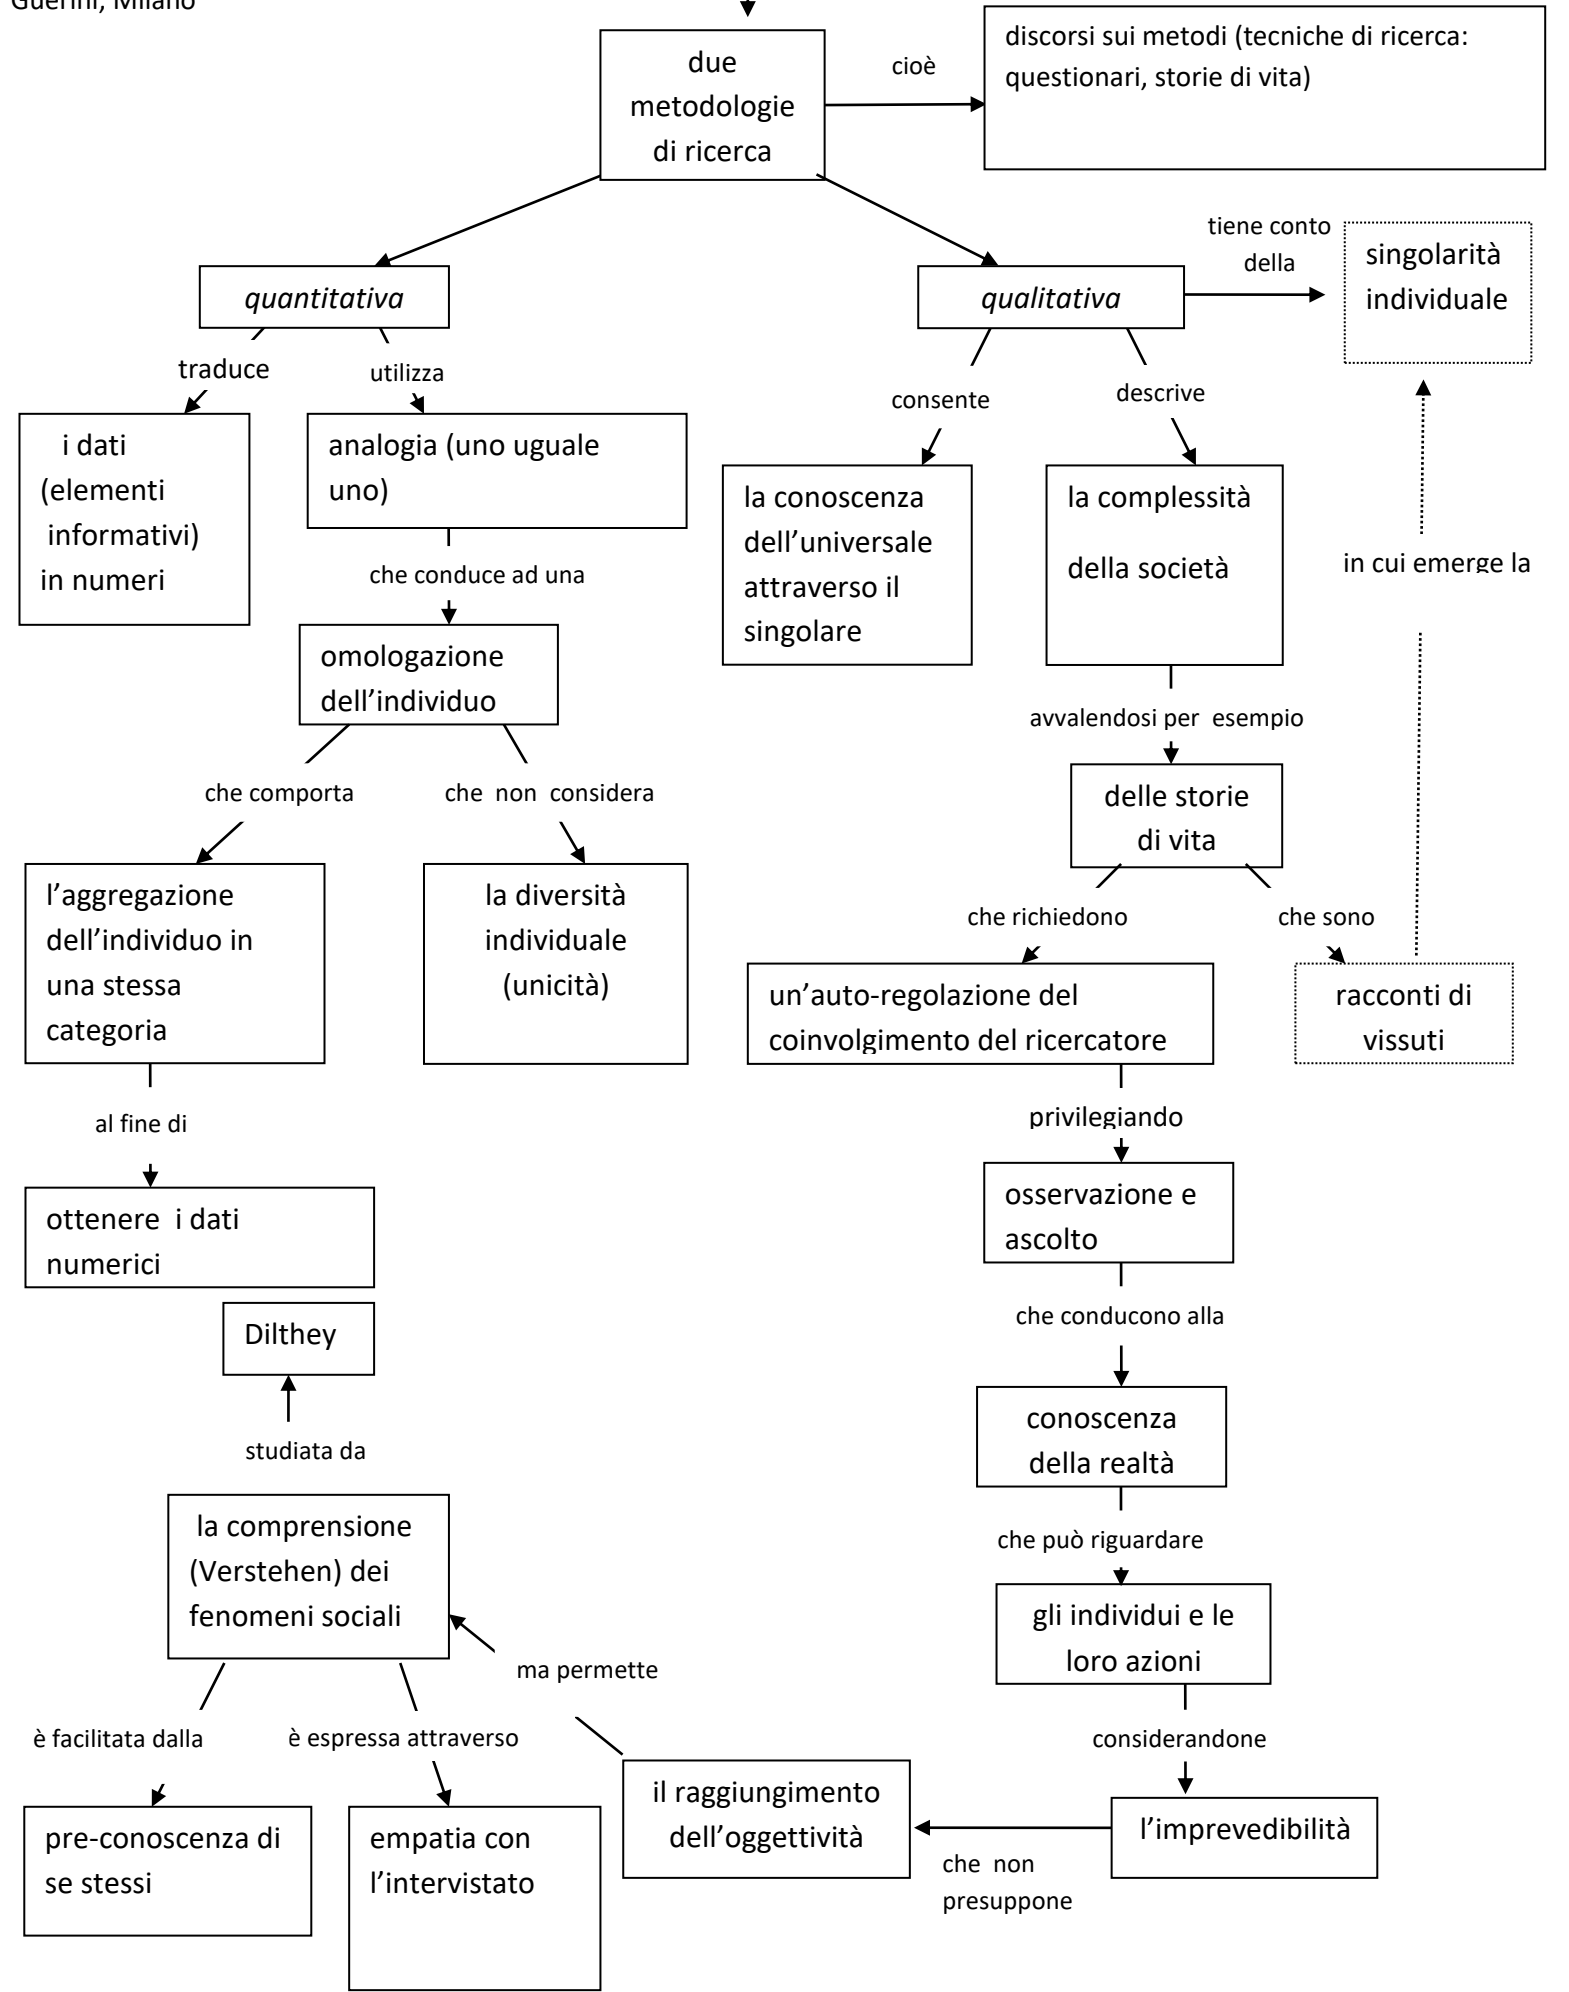 Guerini, Milano
due
metodologie
di ricerca
cioè
discorsi sui metodi (tecniche di ricerca:
questionari, storie di vita)
tiene conto
della
singolarità
individuale
quantitativa
qualitativa
traduce
utilizza
consente
descrive
i dati
(elementi
informativi)
in numeri
analogia (uno uguale
uno)
la conoscenza
dell’universale
attraverso il
singolare
la complessità
della società
in cui emerge la
che conduce ad una
omologazione
dell’individuo
avvalendosi per esempio
delle storie
di vita
che comporta
che non considera
l’aggregazione
dell’individuo in
una stessa
categoria
la diversità
individuale
(unicità)
che richiedono
che sono
un’auto-regolazione del
coinvolgimento del ricercatore
racconti di
vissuti
al fine di
privilegiando
ottenere i dati
numerici
osservazione e
ascolto
Dilthey
che conducono alla
studiata da
conoscenza
della realtà
la comprensione
(Verstehen) dei
fenomeni sociali
che può riguardare
gli individui e le
loro azioni
ma permette
è facilitata dalla
è espressa attraverso
considerandone
pre-conoscenza di
se stessi
empatia con
l’intervistato
il raggiungimento
dell’oggettività
che non
presuppone
l’imprevedibilità